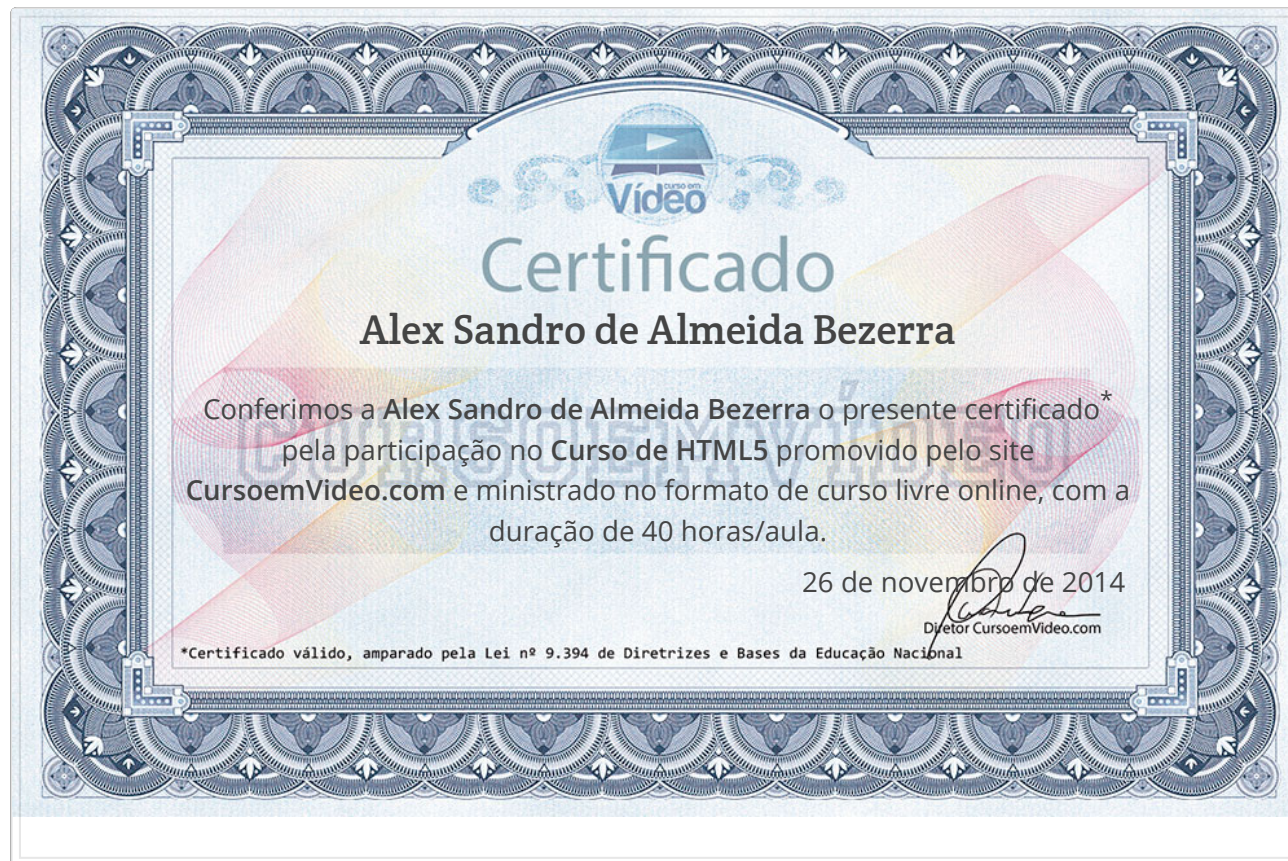 curso em
Vídeo
Certificado
Alex Sandro de Almeida Bezerra
Conferimos a Alex Sandro de Almeida Bezerra o presente certificado*
pela participação no Curso de HTML5 promovido pelo site
CursoemVideo.com e ministrado no formato de curso livre online, com a
duração de 40 horas/aula.
CURSOEMVÍDEO
26 de novembro de 2014
Diretor CursoemVideo.com
*Certificado válido, amparado pela Lei nº 9.394 de Diretrizes e Bases da Educação Nacional